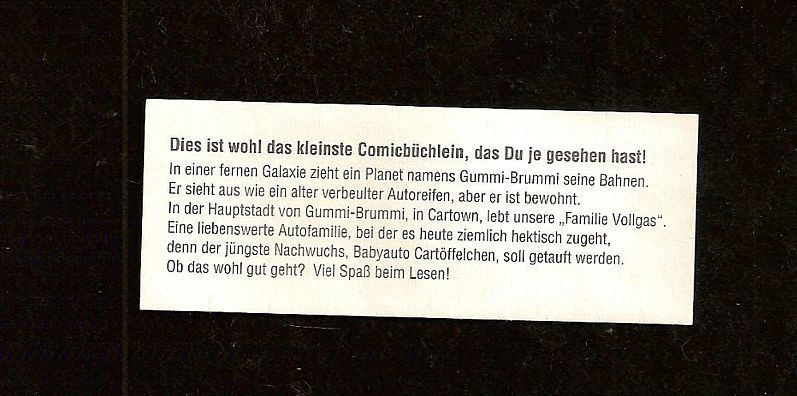 Dies ist wohl das kleinste Comicbüchlein, das Du je gesehen hast!
In einer fernen Galaxie zieht ein Planet namens Gummi-Brummi seine Bahnen.
Er sieht aus wie ein alter verbeulter Autoreifen, aber er ist bewohnt.
In der Hauptstadt von Gummi-Brummi, in Cartown, lebt unsere „Familie Vollgas“.
Eine liebenswerte Autofamilie, bei der es heute ziemlich hektisch zugeht,
denn der jüngste Nachwuchs, Babyauto Cartöffelchen, soll getauft werden.
Ob das wohl gut geht? Viel Spaß beim Lesen!